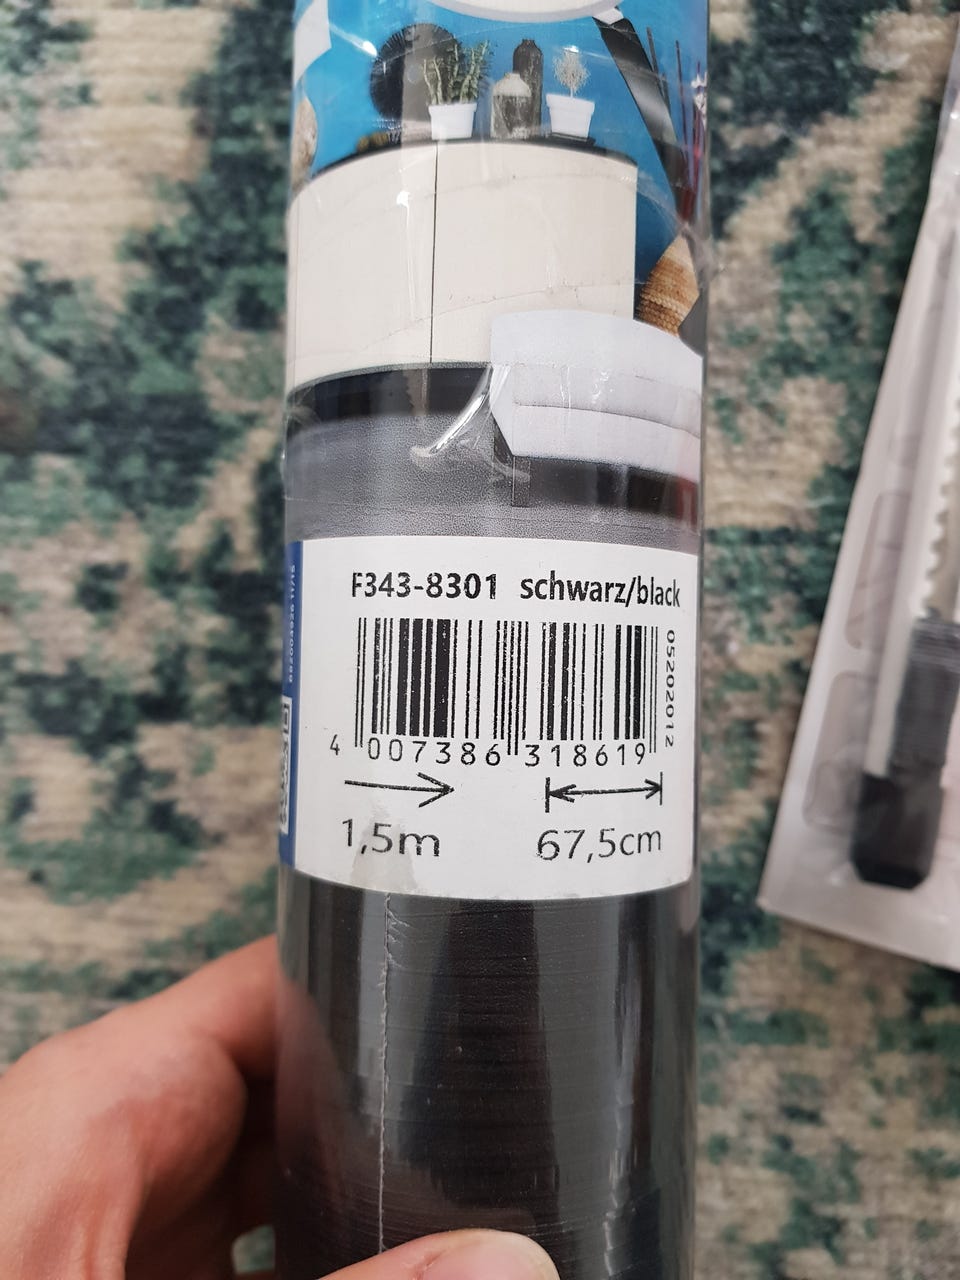 F343-8301 schwarz/black
05202012
4 007386 318619
1,5m
67,5cm